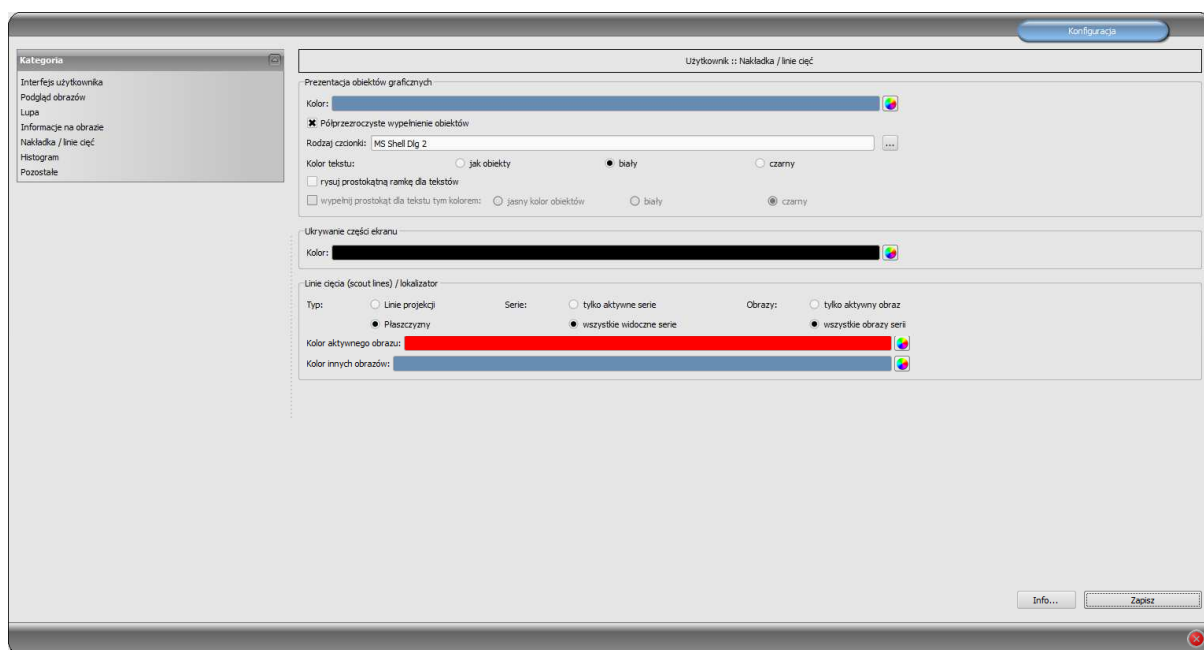 Konfiguracja
Kategoria
Interfejs użytkownika
Podgląd obrazów
Lupa
Informacje na obrazie
Nakładka / linie cięć
Histogram
Pozostałe
Użytkownik :: Nakładka / linie cięć
Prezentacja obiektów graficznych
Kolor:
Półprzezroczyste wypełnienie obiektów
Rodzaj czcionki: MS Shell Dlg 2 ...
Kolor tekstu: jak obiekty biały czarny
rysuj prostokątną ramkę dla tekstów
wypełnij prostokąt dla tekstu tym kolorem: jasny kolor obiektów biały czarny
Ukrywanie części ekranu
Kolor:
Linie cięcia (scout lines) / lokalizator
Typ: Linie projekcji Serie: tylko aktywne serie Obrazy: tylko aktywny obraz
Płaszczyzny wszystkie widoczne serie wszystkie obrazy serii
Kolor aktywnego obrazu:
Kolor innych obrazów:
Info... Zapisz